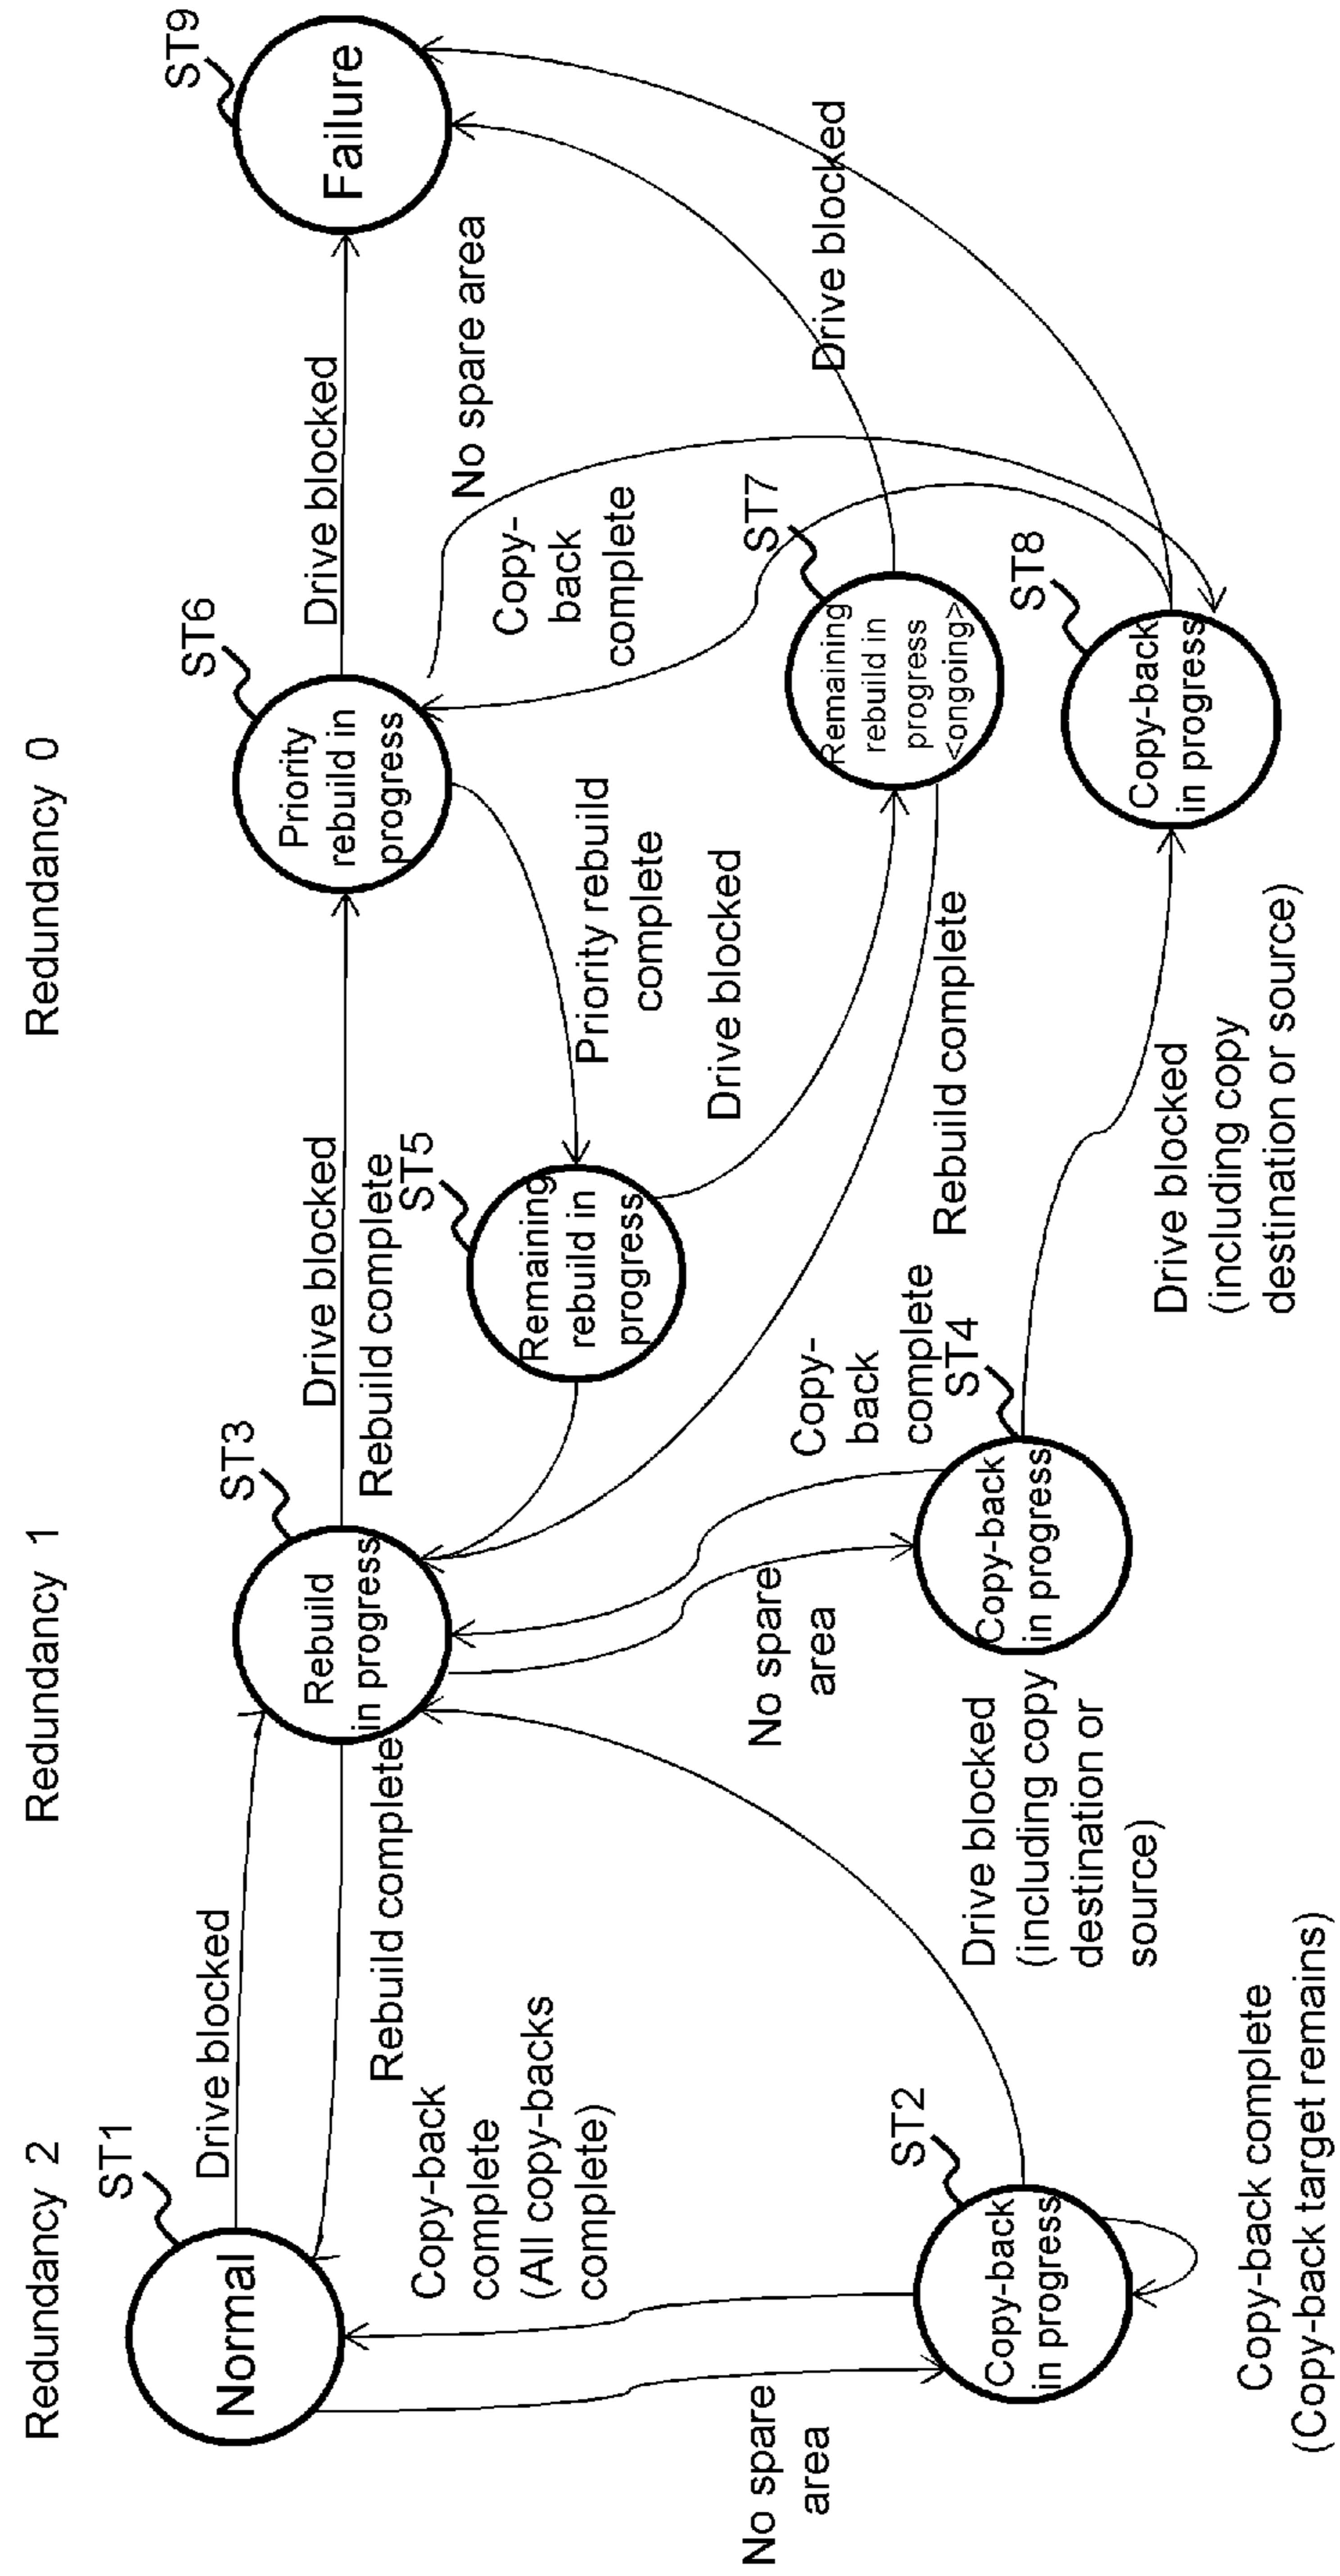 Redundancy 2
Redundancy 1
Redundancy 0
ST1
Normal
Drive blocked
Rebuild complete
ST3
Rebuild
in progress
Drive blocked
Rebuild complete
ST6
Priority
rebuild in
progress
Drive blocked
ST9
Failure
No spare area
Copy-
back
complete
ST5
Remaining
rebuild in
progress
Priority rebuild
complete
Drive blocked
ST7
Remaining
rebuild in
progress
<ongoing>
Drive blocked
Rebuild complete
Copy-back
complete
(All copy-backs
complete)
No spare
area
ST2
Copy-back
in progress
Copy-back complete
(Copy-back target remains)
Drive blocked
(including copy
destination or
source)
No spare
area
Copy-
back
complete
ST4
Copy-back
in progress
Drive blocked
(including copy
destination or source)
ST8
Copy-back
in progress